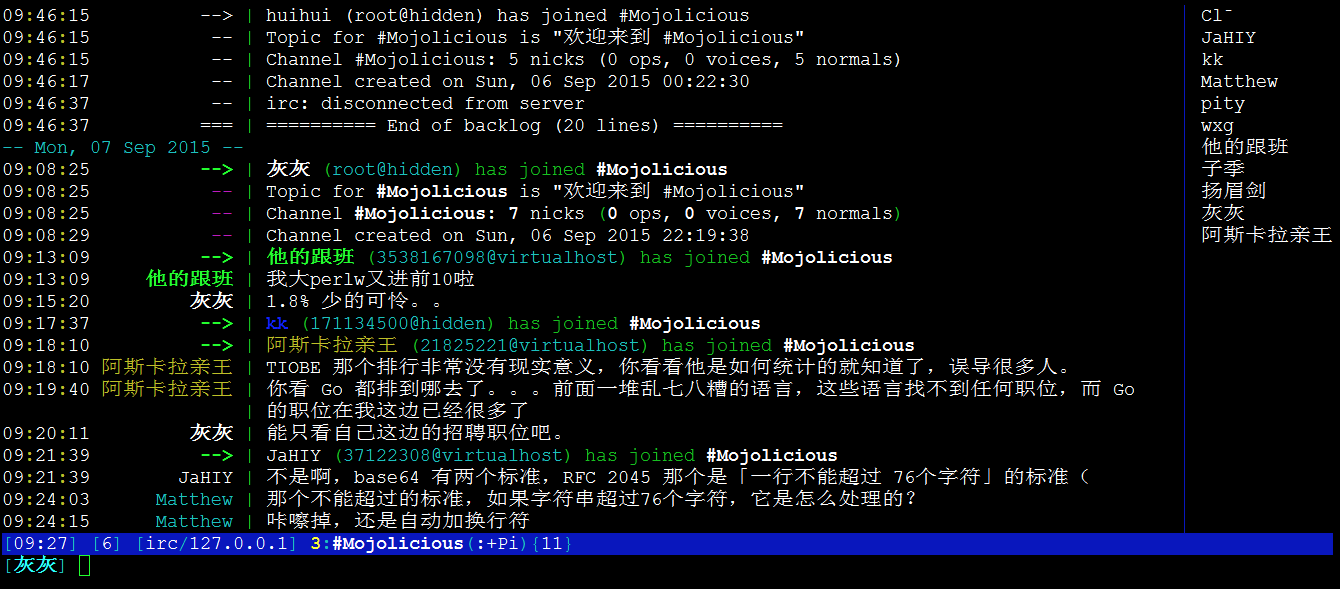 09:46:15 --> | huihui (root@hidden) has joined #Mojolicious
09:46:15 -- | Topic for #Mojolicious is "欢迎来到 #Mojolicious"
09:46:15 -- | Channel #Mojolicious: 5 nicks (0 ops, 0 voices, 5 normals)
09:46:17 -- | Channel created on Sun, 06 Sep 2015 00:22:30
09:46:37 -- | irc: disconnected from server
09:46:37 === | ========== End of backlog (20 lines) ==========
-- Mon, 07 Sep 2015 --
09:08:25 --> | 灰灰 (root@hidden) has joined #Mojolicious
09:08:25 -- | Topic for #Mojolicious is "欢迎来到 #Mojolicious"
09:08:25 -- | Channel #Mojolicious: 7 nicks (0 ops, 0 voices, 7 normals)
09:08:29 -- | Channel created on Sun, 06 Sep 2015 22:19:38
09:13:09 --> | 他的跟班 (3538167098@virtualhost) has joined #Mojolicious
09:13:09 他的跟班 | 我大perlw又进前10啦
09:15:20 灰灰 | 1.8% 少的可怜。。
09:17:37 --> | kk (171134500@hidden) has joined #Mojolicious
09:18:10 --> | 阿斯卡拉亲王 (21825221@virtualhost) has joined #Mojolicious
09:18:10 阿斯卡拉亲王 | TIOBE 那个排行非常没有现实意义，你看看他是如何统计的就知道了，误导很多人。
09:19:40 阿斯卡拉亲王 | 你看 Go 都排到哪去了。。。前面一堆乱七八糟的语言，这些语言找不到任何职位，而 Go
| 的职位在我这边已经很多了
09:20:11 灰灰 | 能只看自己这边的招聘职位吧。
09:21:39 --> | JaHIY (37122308@virtualhost) has joined #Mojolicious
09:21:39 JaHIY | 不是啊，base64 有两个标准，RFC 2045 那个是「一行不能超过 76个字符」的标准（
09:24:03 Matthew | 那个不能超过的标准，如果字符串超过76个字符，它是怎么处理的？
09:24:15 Matthew | 咔嚓掉，还是自动加换行符
[09:27] [6] [irc/127.0.0.1] 3:#Mojolicious(:+Pi){11}
[灰灰]
Clˉ
JaHIY
kk
Matthew
pity
wxg
他的跟班
子季
扬眉剑
灰灰
阿斯卡拉亲王